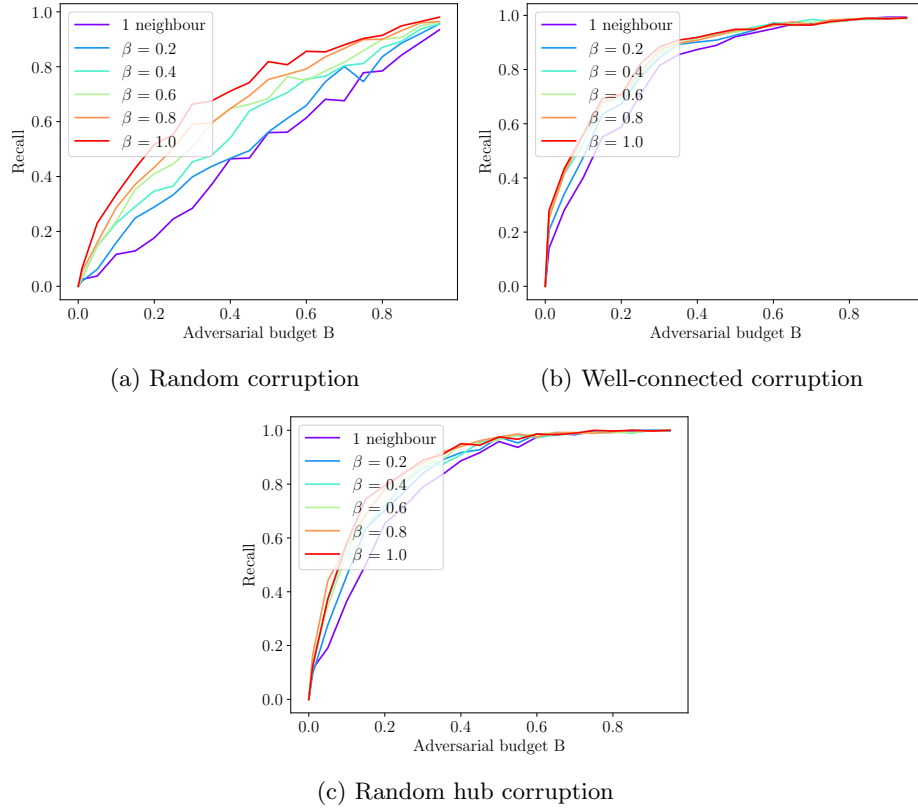 1 neighbour
β = 0.2
β = 0.4
β = 0.6
β = 0.8
β = 1.0
Recall
1.0
0.8
0.6
0.4
0.2
0.0
0.0 0.2 0.4 0.6 0.8
Adversarial budget B
(a) Random corruption
1 neighbour
β = 0.2
β = 0.4
β = 0.6
β = 0.8
β = 1.0
Recall
1.0
0.8
0.6
0.4
0.2
0.0
0.0 0.2 0.4 0.6 0.8
Adversarial budget B
(b) Well-connected corruption
1 neighbour
β = 0.2
β = 0.4
β = 0.6
β = 0.8
β = 1.0
Recall
1.0
0.8
0.6
0.4
0.2
0.0
0.0 0.2 0.4 0.6 0.8
Adversarial budget B
(c) Random hub corruption